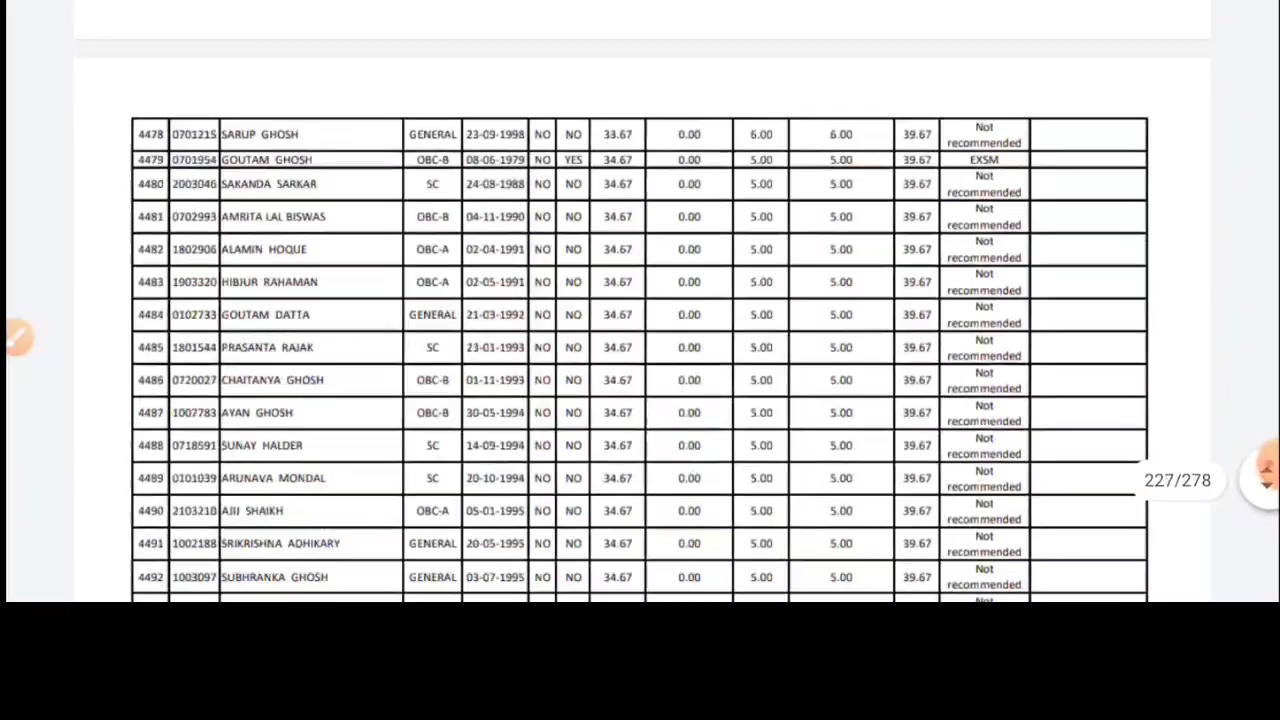 4478 0701215 SARUP GHOSH GENERAL 23-09-1998 NO NO 33.67 0.00 6.00 6.00 39.67 Not recommended
4479 0701954 GOUTAM GHOSH OBC-B 08-06-1979 NO YES 34.67 0.00 5.00 5.00 39.67 EXSM
4480 2003046 SAKANDA SARKAR SC 24-08-1988 NO NO 34.67 0.00 5.00 5.00 39.67 Not recommended
4481 0702993 AMRITA LAL BISWAS OBC-B 04-11-1990 NO NO 34.67 0.00 5.00 5.00 39.67 Not recommended
4482 1802906 ALAMIN HOQUE OBC-A 02-04-1991 NO NO 34.67 0.00 5.00 5.00 39.67 Not recommended
4483 1903320 HIBJUR RAHAMAN OBC-A 02-05-1991 NO NO 34.67 0.00 5.00 5.00 39.67 Not recommended
4484 0102733 GOUTAM DATTA GENERAL 21-03-1992 NO NO 34.67 0.00 5.00 5.00 39.67 Not recommended
4485 1801544 PRASANTA RAJAK SC 23-01-1993 NO NO 34.67 0.00 5.00 5.00 39.67 Not recommended
4486 0720027 CHAITANYA GHOSH OBC-B 01-11-1993 NO NO 34.67 0.00 5.00 5.00 39.67 Not recommended
4487 1007783 AYAN GHOSH OBC-B 30-05-1994 NO NO 34.67 0.00 5.00 5.00 39.67 Not recommended
4488 0718591 SUNAY HALDER SC 14-09-1994 NO NO 34.67 0.00 5.00 5.00 39.67 Not recommended
4489 0101039 ARUNAVA MONDAL SC 20-10-1994 NO NO 34.67 0.00 5.00 5.00 39.67 Not recommended
227/278
4490 2103210 AJIJ SHAIKH OBC-A 05-01-1995 NO NO 34.67 0.00 5.00 5.00 39.67 Not recommended
4491 1002188 SRIKRISHNA ADHIKARY GENERAL 20-05-1995 NO NO 34.67 0.00 5.00 5.00 39.67 Not recommended
4492 1003097 SUBHRANKA GHOSH GENERAL 03-07-1995 NO NO 34.67 0.00 5.00 5.00 39.67 Not recommended